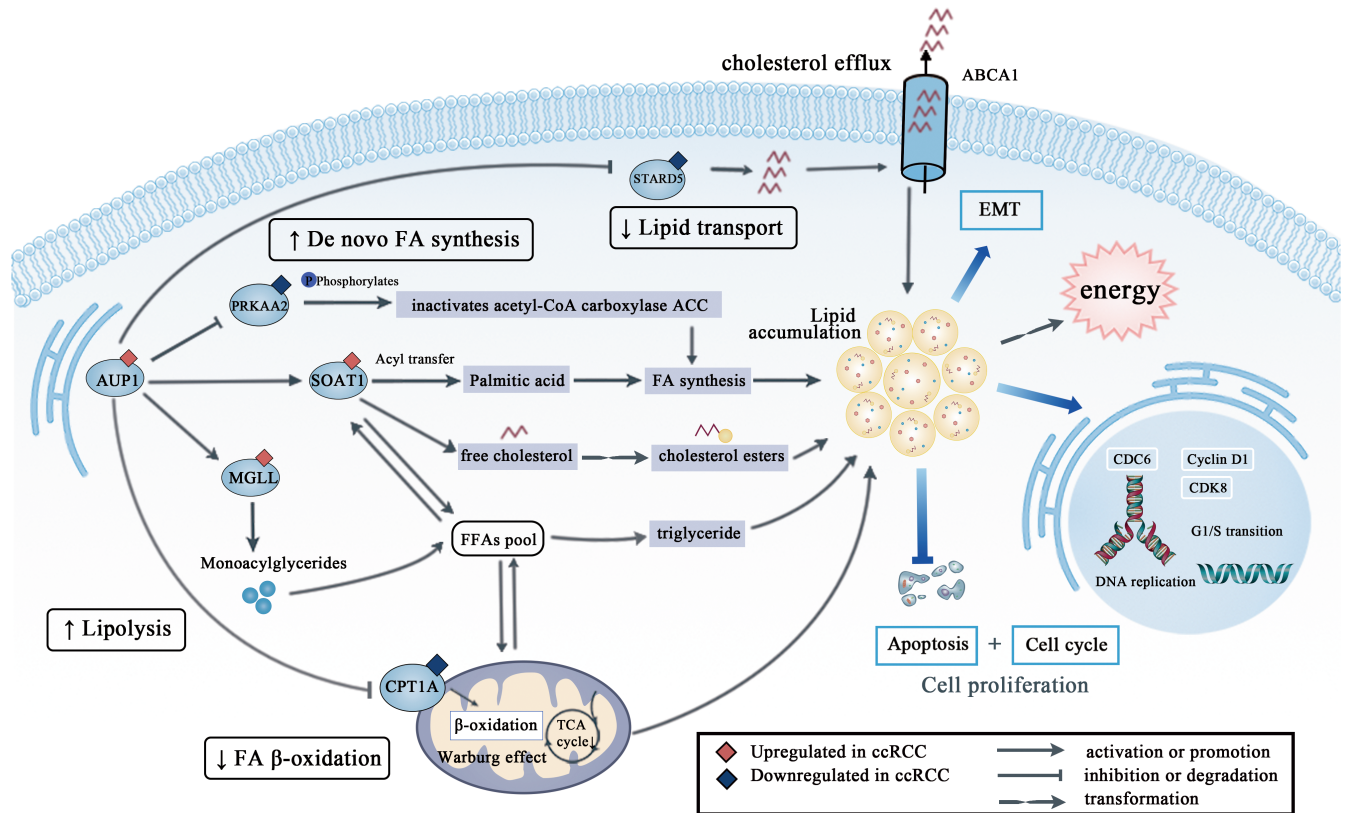 cholesterol efflux
ABCA1
STARD5
↓ Lipid transport
EMT
↑ De novo FA synthesis
energy
P Phosphorylates
PRKAA2
inactivates acetyl-CoA carboxylase ACC
Lipid
accumulation
AUP1
SOAT1
Acyl transfer
Palmitic acid
FA synthesis
free cholesterol
cholesterol esters
MGLL
CDC6
Cyclin D1
CDK8
G1/S transition
DNA replication
FFAs pool
triglyceride
Monoacylglycerides
↑ Lipolysis
Apoptosis + Cell cycle
Cell proliferation
CPT1A
β-oxidation
TCA
cycle↓
Warburg effect
↓ FA β-oxidation
Upregulated in ccRCC
Downregulated in ccRCC
activation or promotion
inhibition or degradation
transformation